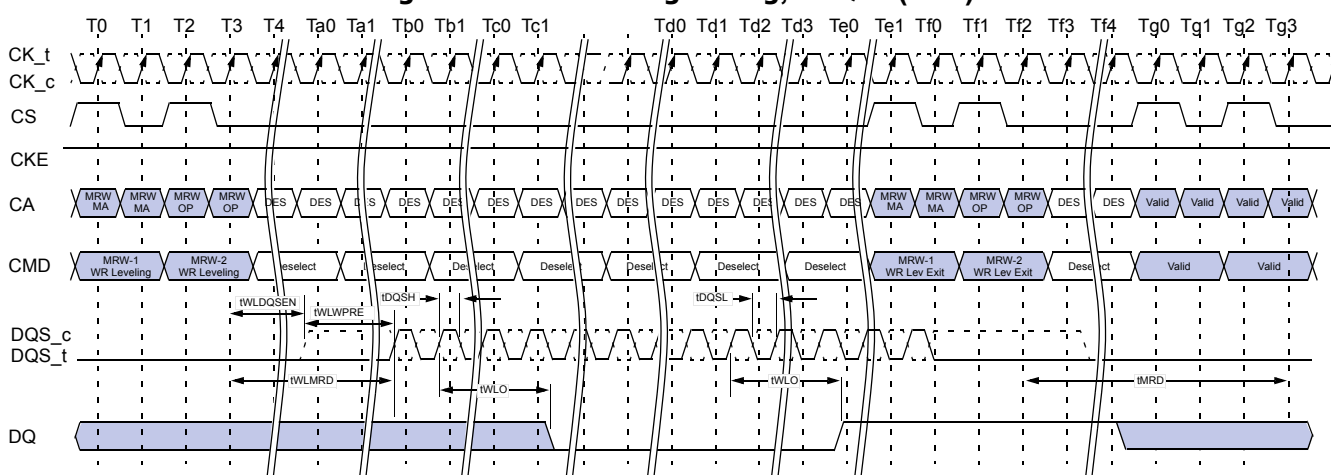 T0 T1 T2 T3 T4 Ta0 Ta1 Tb0 Tb1 Tc0 Tc1 Td0 Td1 Td2 Td3 Te0 Te1 Tf0 Tf1 Tf2 Tf3 Tf4 Tg0 Tg1 Tg2 Tg3
CK_t
CK_c
CS
CKE
MRW MRW MRW MRW MRW MRW MRW MRW
CA MA MA OP OP DES DES DES DES DES DES DES DES DES DES DES DES DES DES MA MA OP OP DES DES Valid Valid Valid Valid
MRW-1 MRW-2 MRW-1 MRW-2
CMD WR Leveling WR Leveling Deselect Deselect Deselect Deselect Deselect Deselect Deselect WR Lev Exit WR Lev Exit Deselect Valid Valid
tWLDQSEN tDQSH tDQSL
tWLWPRE
DQS_c
DQS_t
tWLMRD tWLO tWLO tMRD
DQ